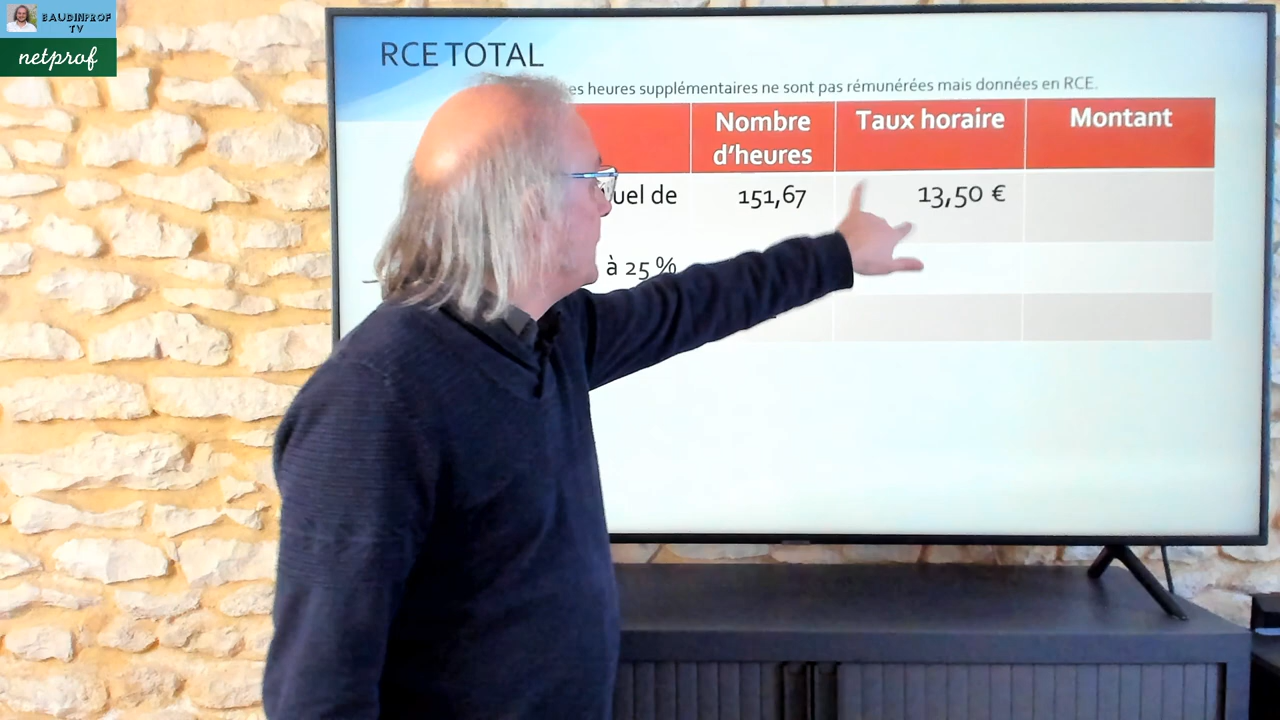 BAUDINPROF
TV
netprof
RCE TOTAL
es heures supplémentaires ne sont pas rémunérées mais données en RCE.
Nombre d'heures
Taux horaire
Montant
uel de
151,67
13,50 €
à 25 %